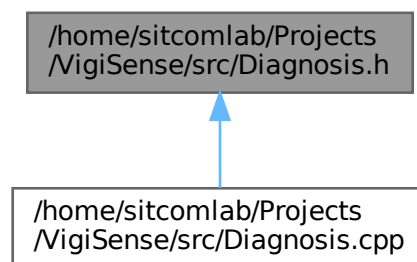 /home/sitcomlab/Projects
/VigiSense/src/Diagnosis.h
/home/sitcomlab/Projects
/VigiSense/src/Diagnosis.cpp